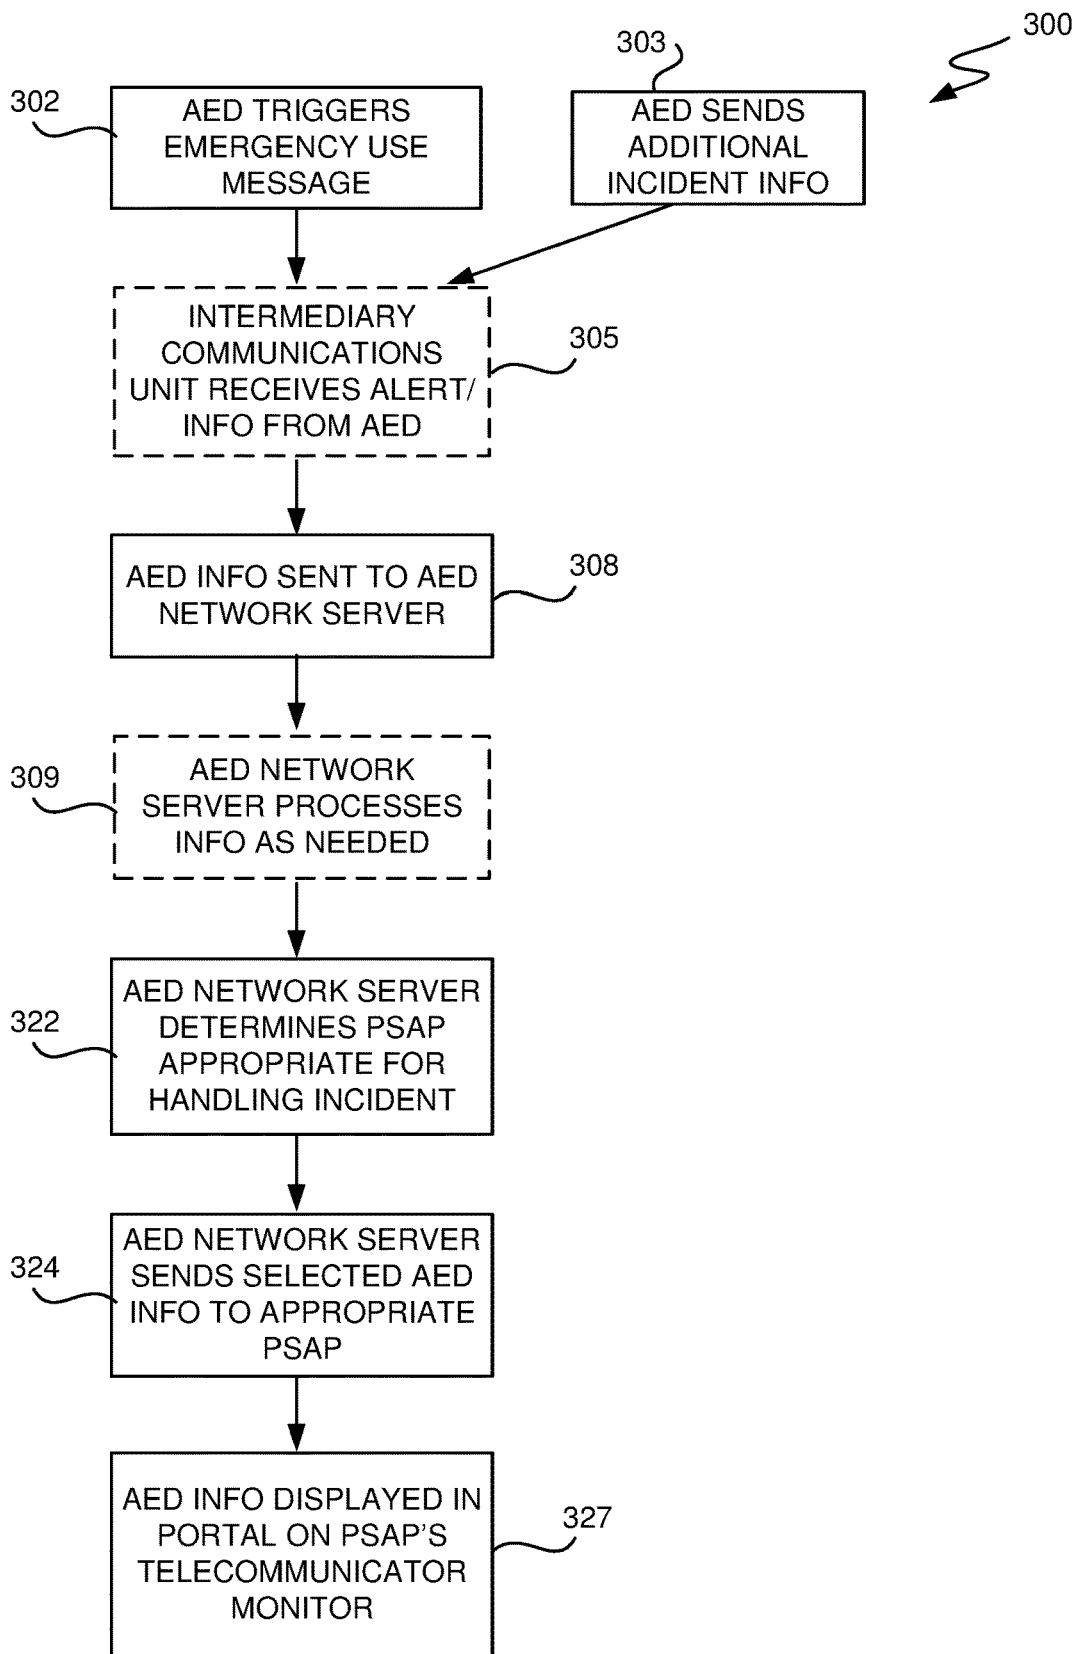 300
303
302
AED TRIGGERS
EMERGENCY USE
MESSAGE
AED SENDS
ADDITIONAL
INCIDENT INFO
INTERMEDIARY
COMMUNICATIONS
UNIT RECEIVES ALERT/
INFO FROM AED
305
AED INFO SENT TO AED
NETWORK SERVER
308
309
AED NETWORK
SERVER PROCESSES
INFO AS NEEDED
322
AED NETWORK SERVER
DETERMINES PSAP
APPROPRIATE FOR
HANDLING INCIDENT
324
AED NETWORK SERVER
SENDS SELECTED AED
INFO TO APPROPRIATE
PSAP
AED INFO DISPLAYED IN
PORTAL ON PSAP'S
TELECOMMUNICATOR
MONITOR
327